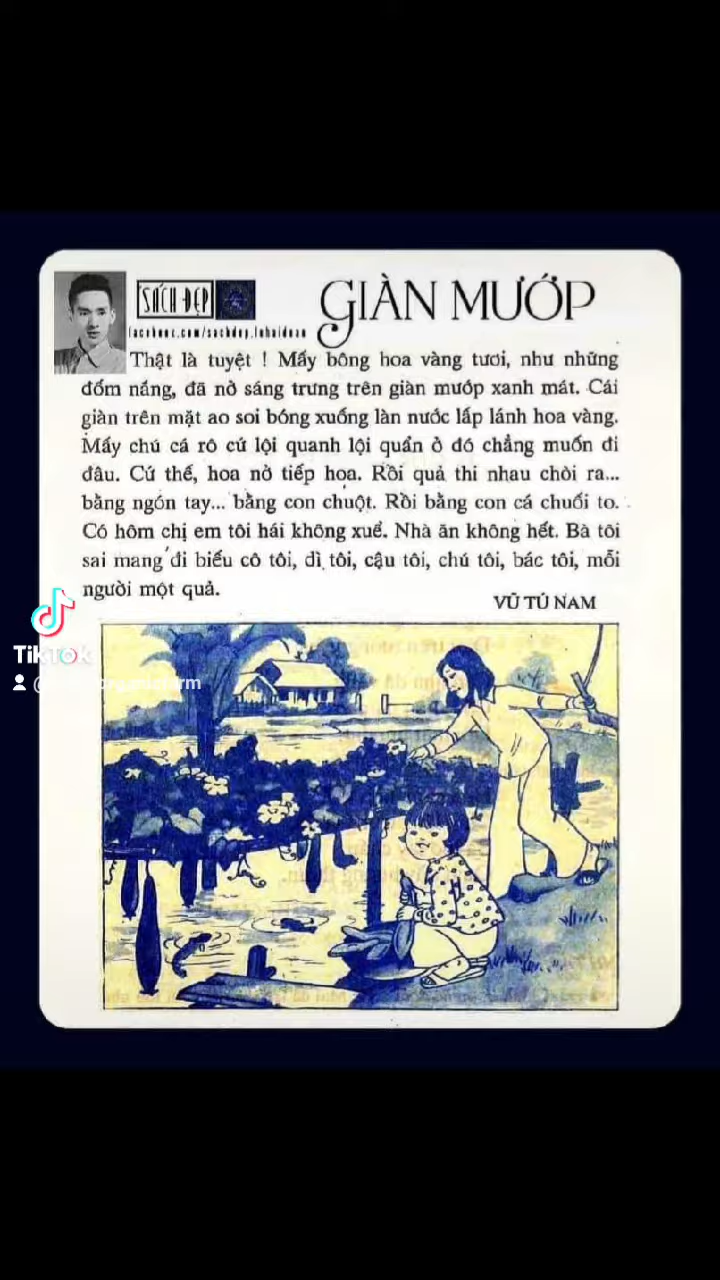 SÁCH ĐẸP
GIÀN MƯỚP
Thật là tuyệt ! Mấy bông hoa vàng tươi, như những
đốm nắng, đã nở sáng trưng trên giàn mướp xanh mát. Cái
giàn trên mặt ao soi bóng xuống làn nước lấp lánh hoa vàng.
Mấy chú cá rô cứ lội quanh lội quẩn ở đó chẳng muốn đi
đâu. Cứ thế, hoa nở tiếp hoa. Rồi quả thi nhau chòi ra...
bằng ngón tay... bằng con chuột. Rồi bằng con cá chuối to.
Có hôm chị em tôi hái không xuể. Nhà ăn không hết. Bà tôi
sai mang đi biếu cô tôi, dì tôi, cậu tôi, chú tôi, bác tôi, mỗi
người một quả.
VŨ TÚ NAM
TikTok